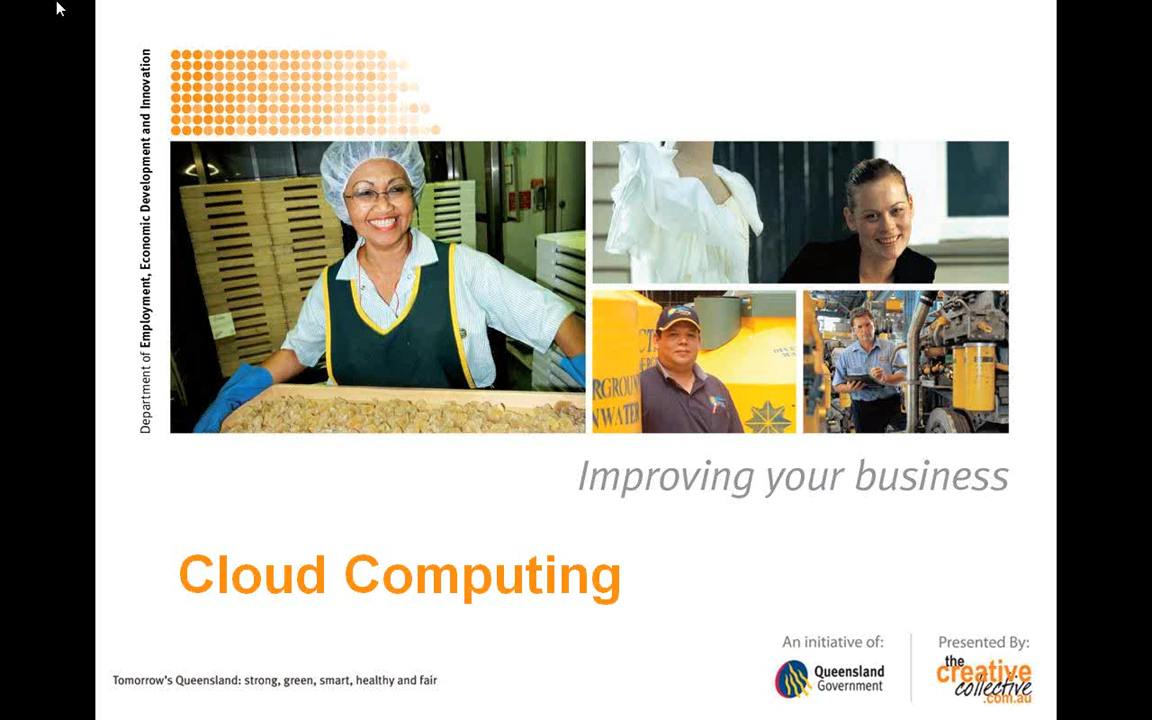 Department of Employment, Economic Development and Innovation
Improving your business
Cloud Computing
An initiative of:
Queensland
Government
Presented By:
the
creative
collective
.com.au
Tomorrow's Queensland: strong, green, smart, healthy and fair